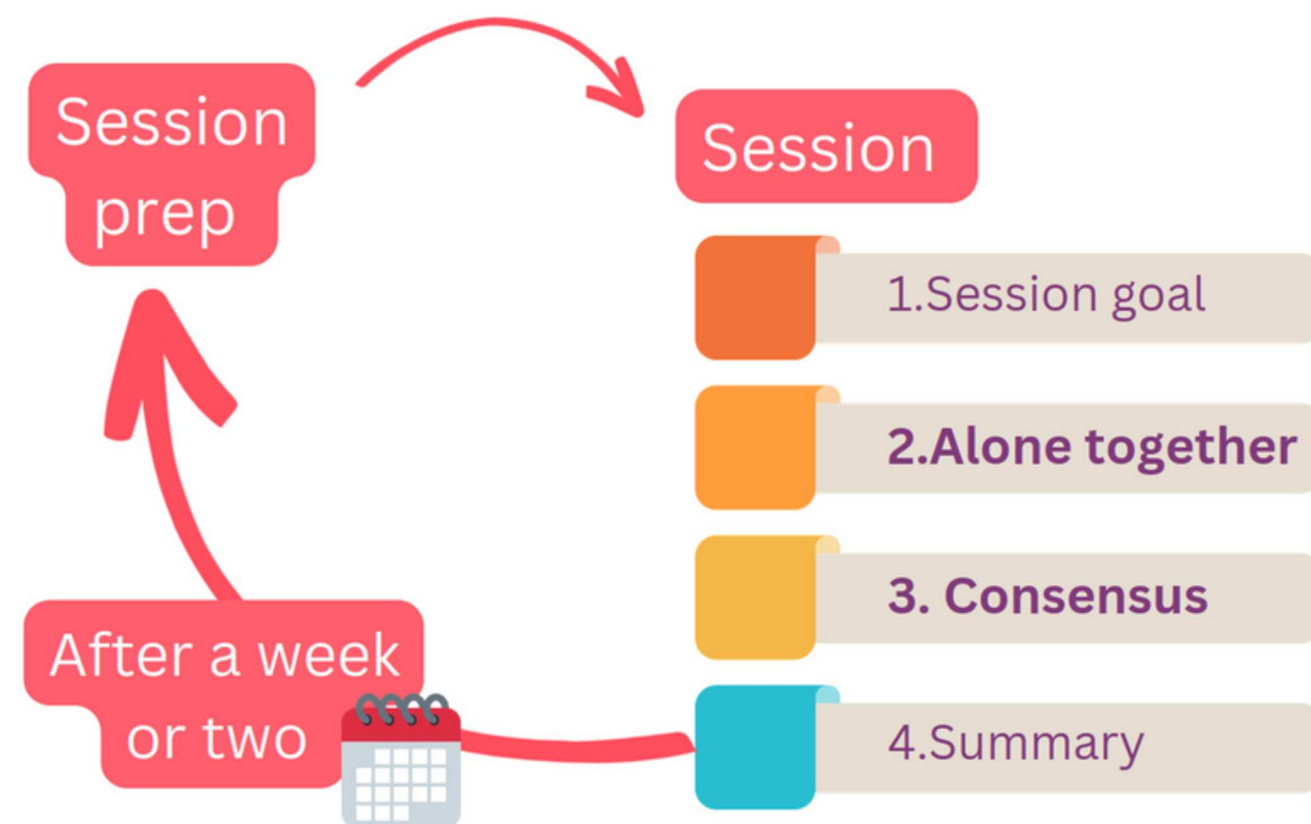 Session
prep
Session
1.Session goal
2.Alone together
3. Consensus
4.Summary
After a week
or two